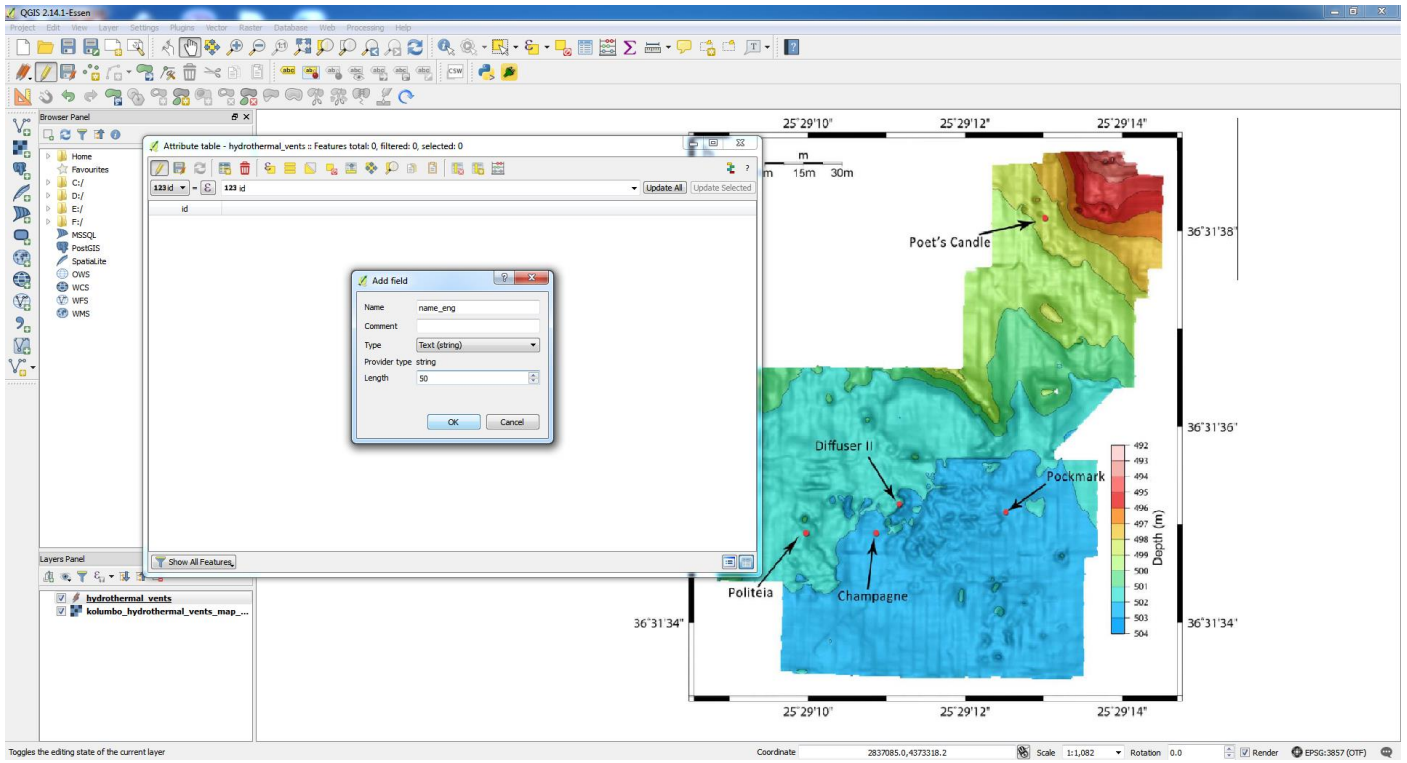 QGIS 2.14.1-Essen
Project Edit View Layer Settings Plugins Vector Raster Database Web Processing Help
abc abc abc abc abc abc CSW
Browser Panel
Home
Favourites
C:/
D:/
E:/
F:/
MSSQL
PostGIS
SpatiaLite
OWS
WCS
WFS
WMS
Attribute table - hydrothermal_vents :: Features total: 0, filtered: 0, selected: 0
123 id = ε 123 id Update All Update Selected
id
Add field
Name name_eng
Comment
Type Text (string)
Provider type string
Length 50
OK Cancel
Show All Features
Layers Panel
hydrothermal_vents
kolumbo_hydrothermal_vents_map_...
25°29'10" 25°29'12" 25°29'14"
m
m 15m 30m
Poet's Candle
36°31'38"
36°31'36"
Diffuser II
Pockmark
Politeia
Champagne
36°31'34" 36°31'34"
492
493
494
495
496
497
498
499
500
501
502
503
504
Depth (m)
25°29'10" 25°29'12" 25°29'14"
Toggles the editing state of the current layer
Coordinate 2837085.0,4373318.2 Scale 1:1,082 Rotation 0.0 Render EPSG:3857 (OTF)